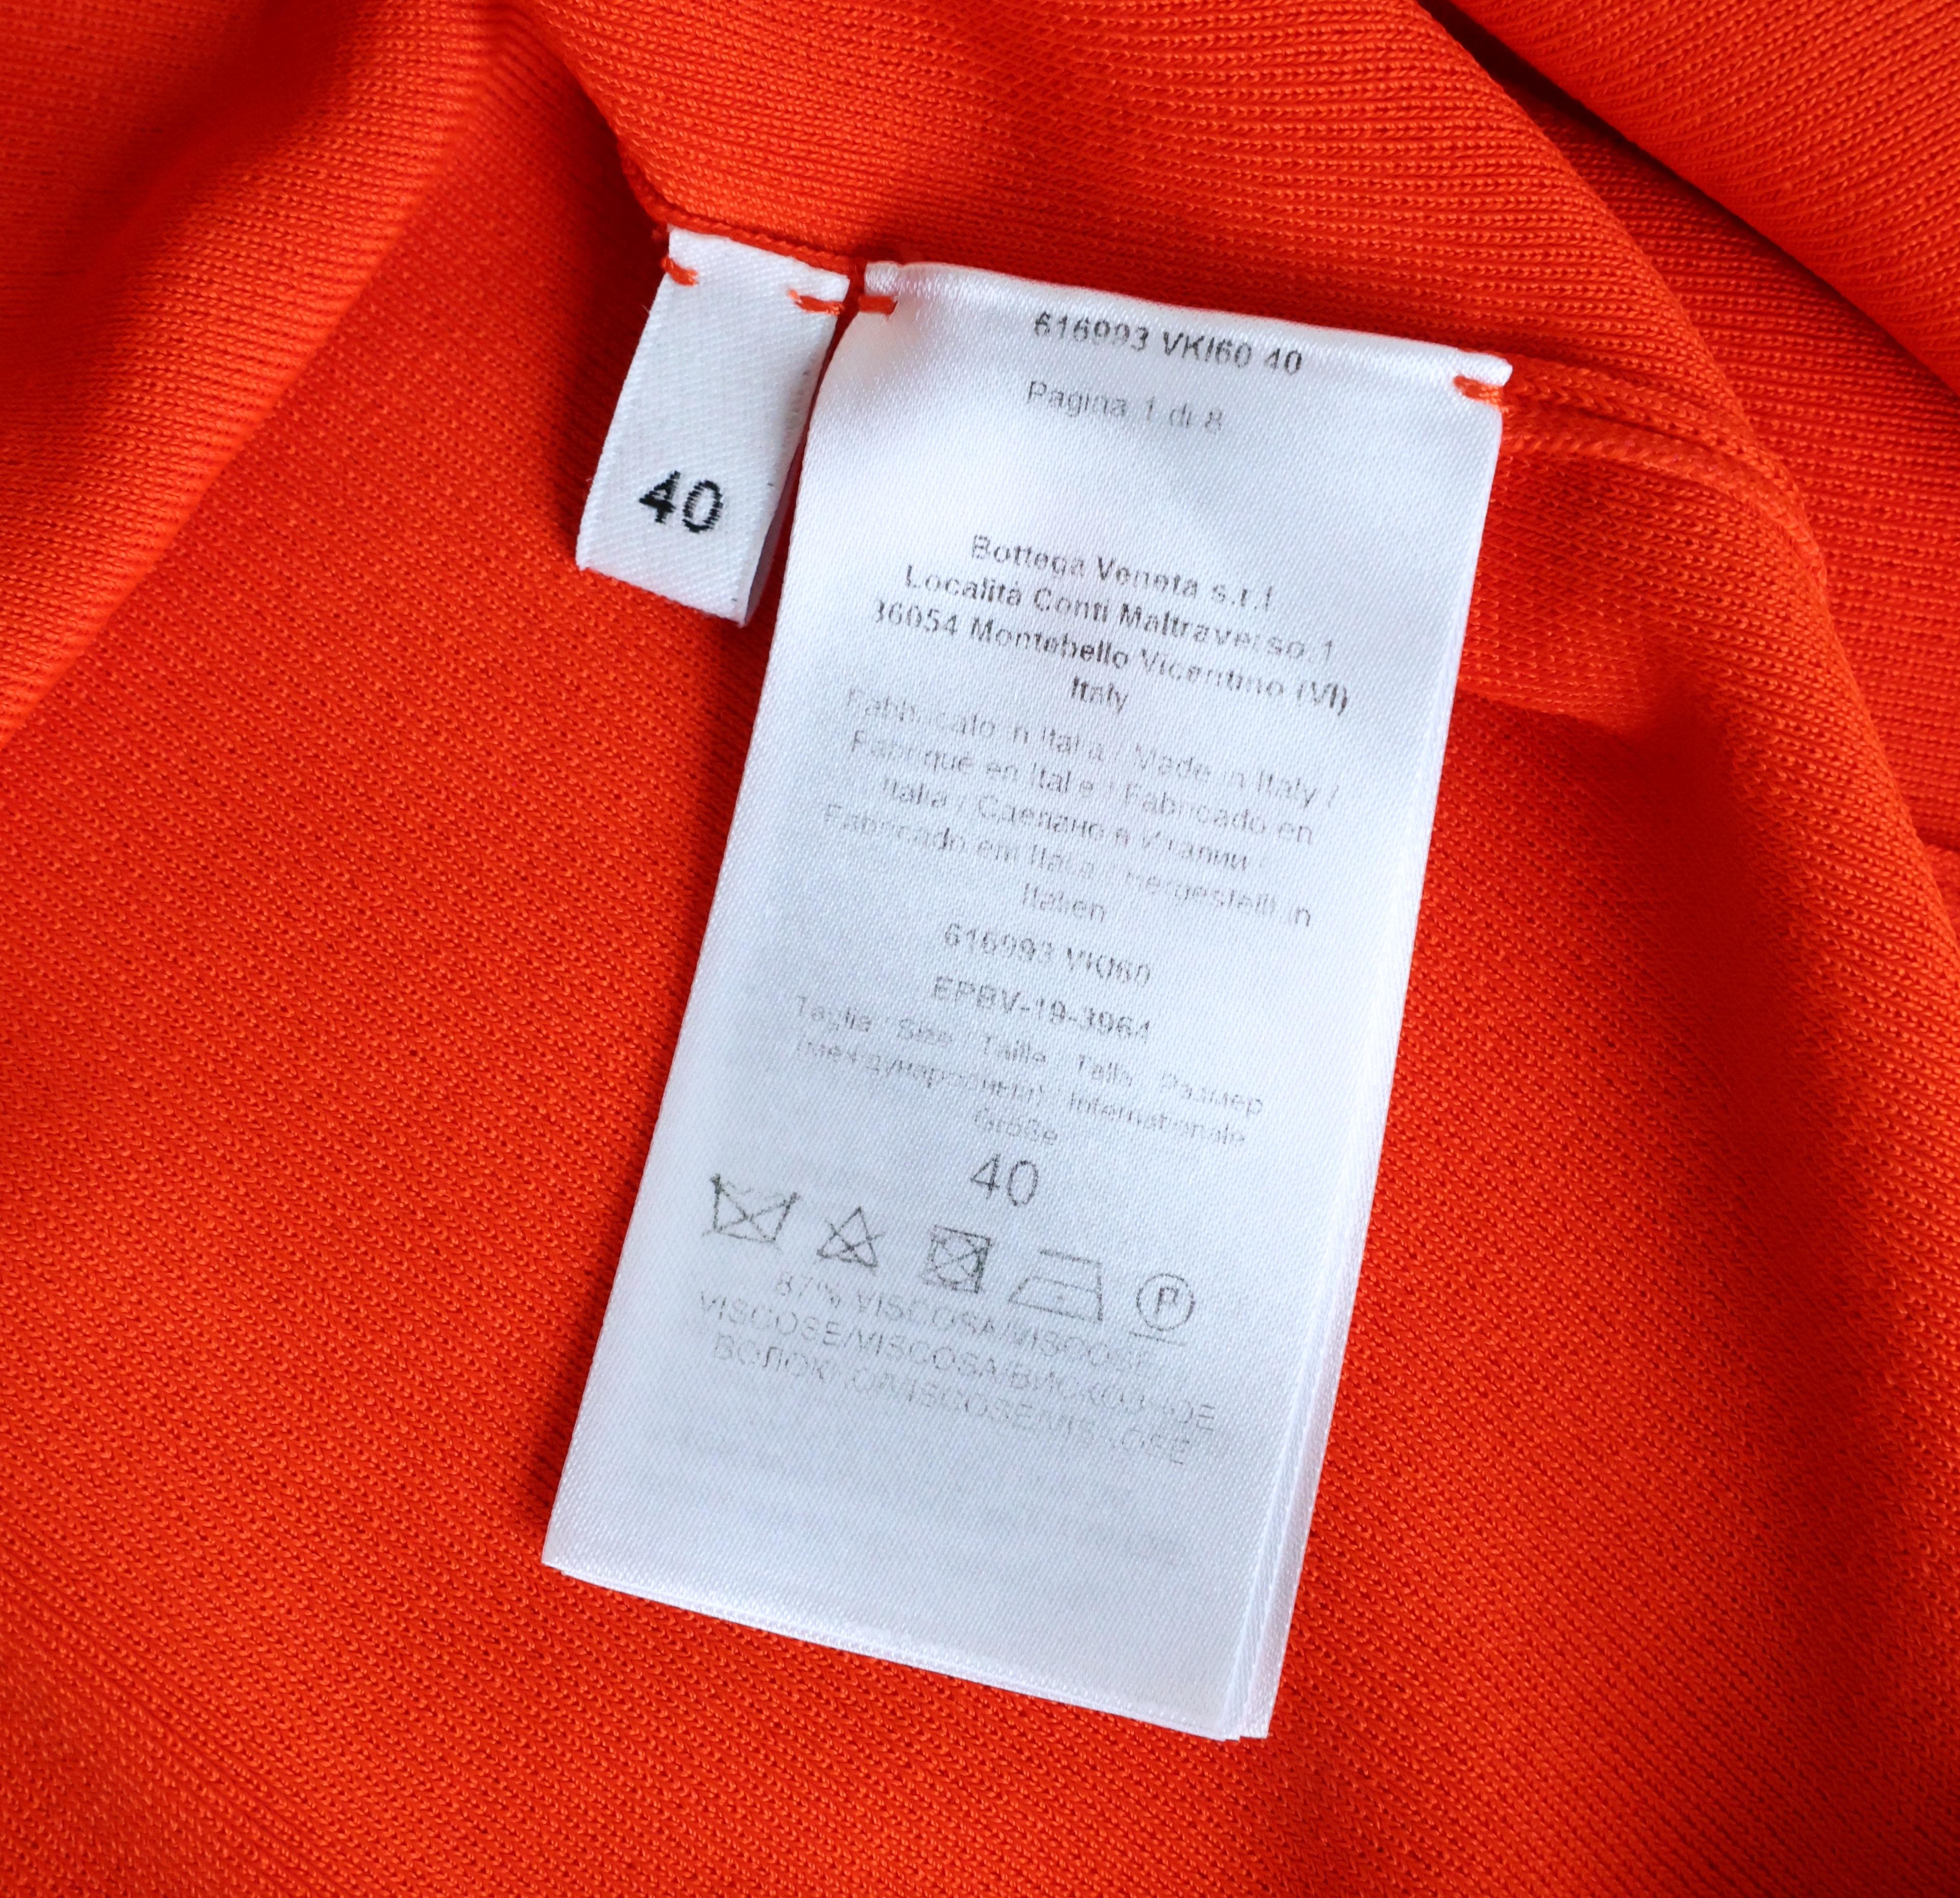 40
616993 VKI60 40
Pagina 1 di 8
Bottega Veneta s.r.l.
Località Conti Maltraverso 1
36054 Montebello Vicentino (VI)
Italy
Fabbricato in Italia / Made in Italy /
Fabriqué en Italie / Fabricado en
Italia / Сделано в Италии /
Fabricado em Itália / Hergestellt in
Italien
616993 VKI60
EPBV-19-3964
Taglia Size Taille Talla Размер
(международный) Internationale
Größe
40
P
87% VISCOSA/VISCOSE
VISCOSE/VISCOSA/ВИСКОЗНОЕ
ВОЛОКНО/VISCOSE/VISCOSE